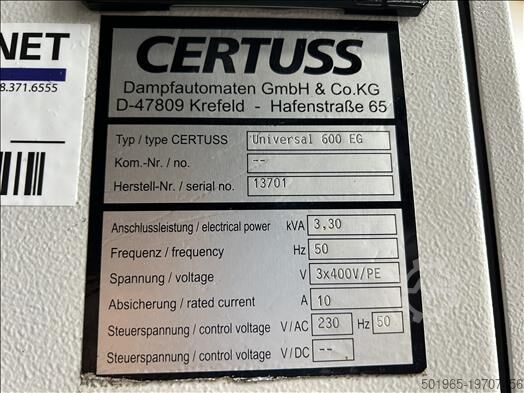 NET
8.371.6555
CERTUSS
Dampfautomaten GmbH & Co.KG
D-47809 Krefeld - Hafenstraße 65
Typ / type CERTUSS Universal 600 EG
Kom.-Nr. / no. --
Herstell-Nr. / serial no. 13701
Anschlussleistung / electrical power kVA 3,30
Frequenz / frequency Hz 50
Spannung / voltage V 3x400V/PE
Absicherung / rated current A 10
Steuerspannung / control voltage V/AC 230 Hz 50
Steuerspannung / control voltage V/DC --